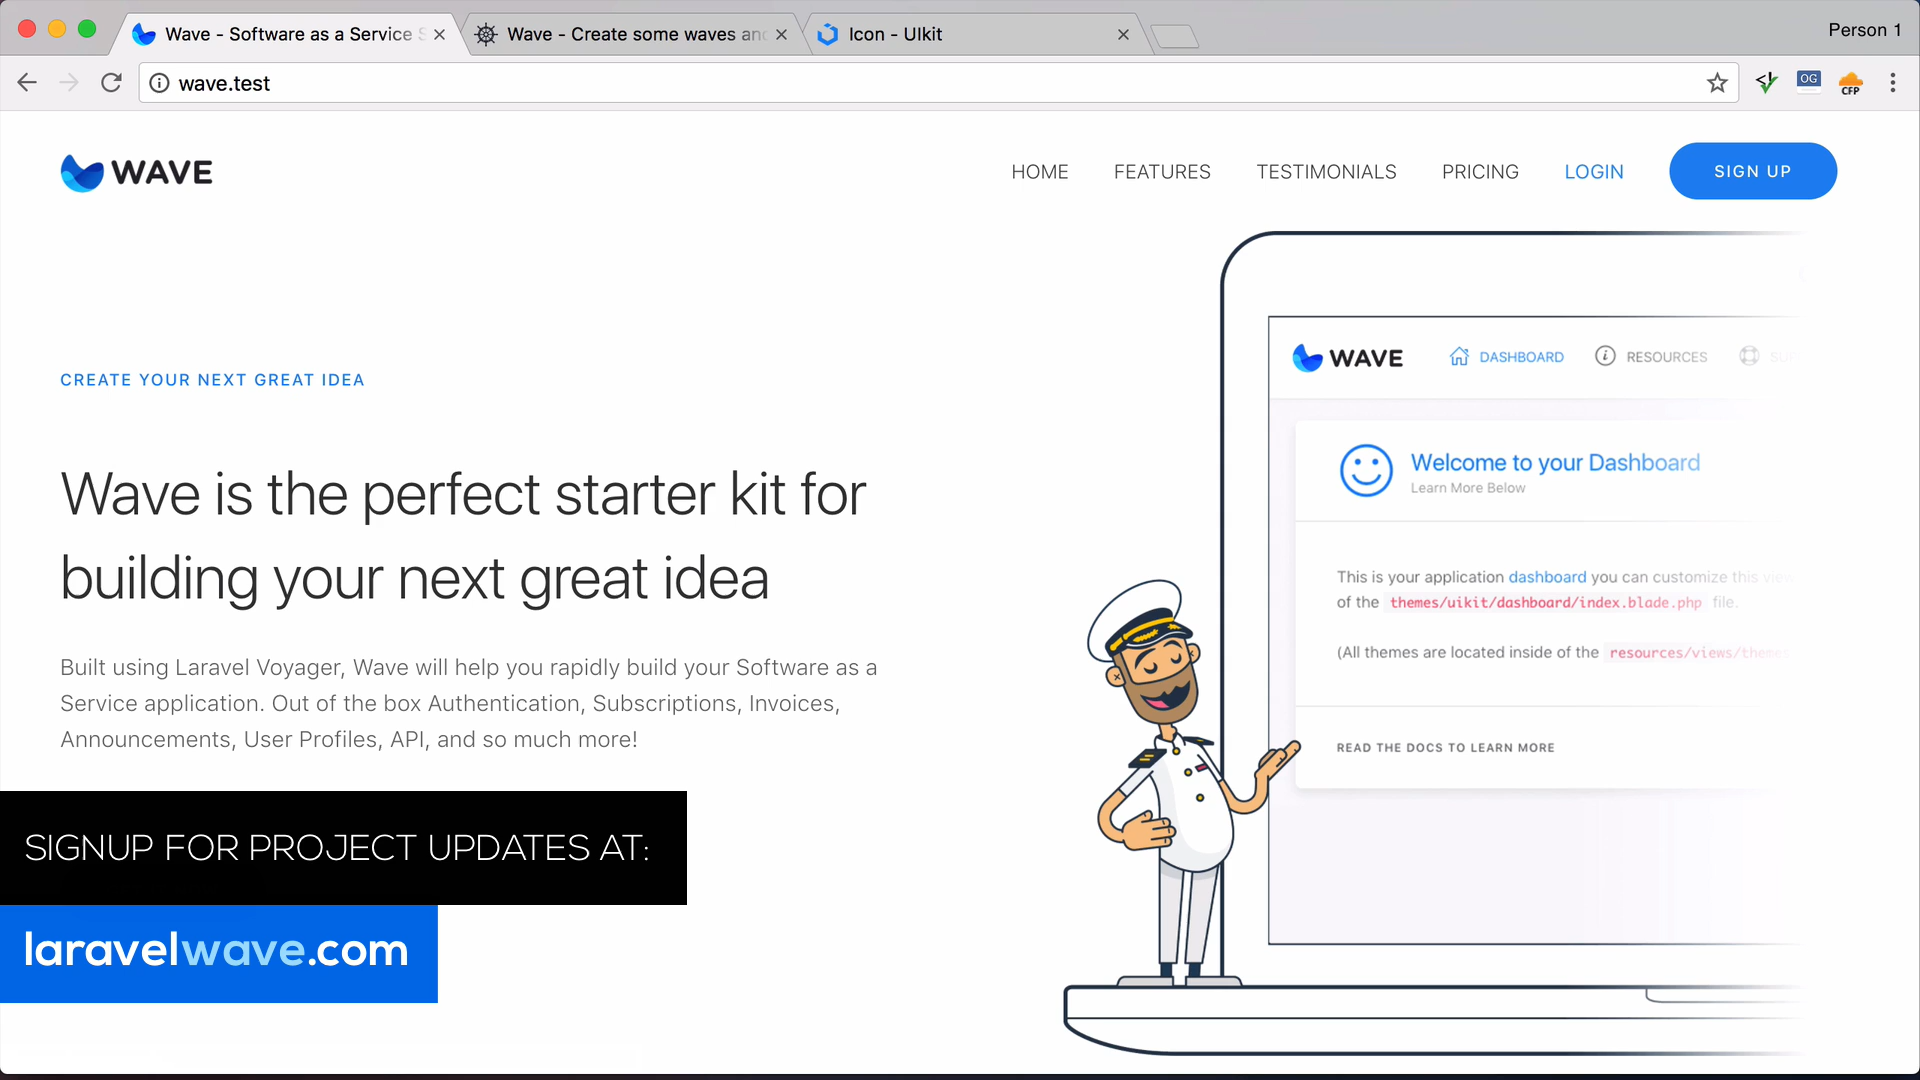 Wave - Software as a Service S
Wave - Create some waves and
Icon - UIkit
Person 1
wave.test
OG
CFP
WAVE
HOME
FEATURES
TESTIMONIALS
PRICING
LOGIN
SIGN UP
CREATE YOUR NEXT GREAT IDEA
Wave is the perfect starter kit for
building your next great idea
Built using Laravel Voyager, Wave will help you rapidly build your Software as a
Service application. Out of the box Authentication, Subscriptions, Invoices,
Announcements, User Profiles, API, and so much more!
WAVE
DASHBOARD
RESOURCES
Welcome to your Dashboard
Learn More Below
This is your application dashboard you can customize this view
of the themes/uikit/dashboard/index.blade.php file.
(All themes are located inside of the resources/views/themes
READ THE DOCS TO LEARN MORE
SIGNUP FOR PROJECT UPDATES AT:
laravelwave.com